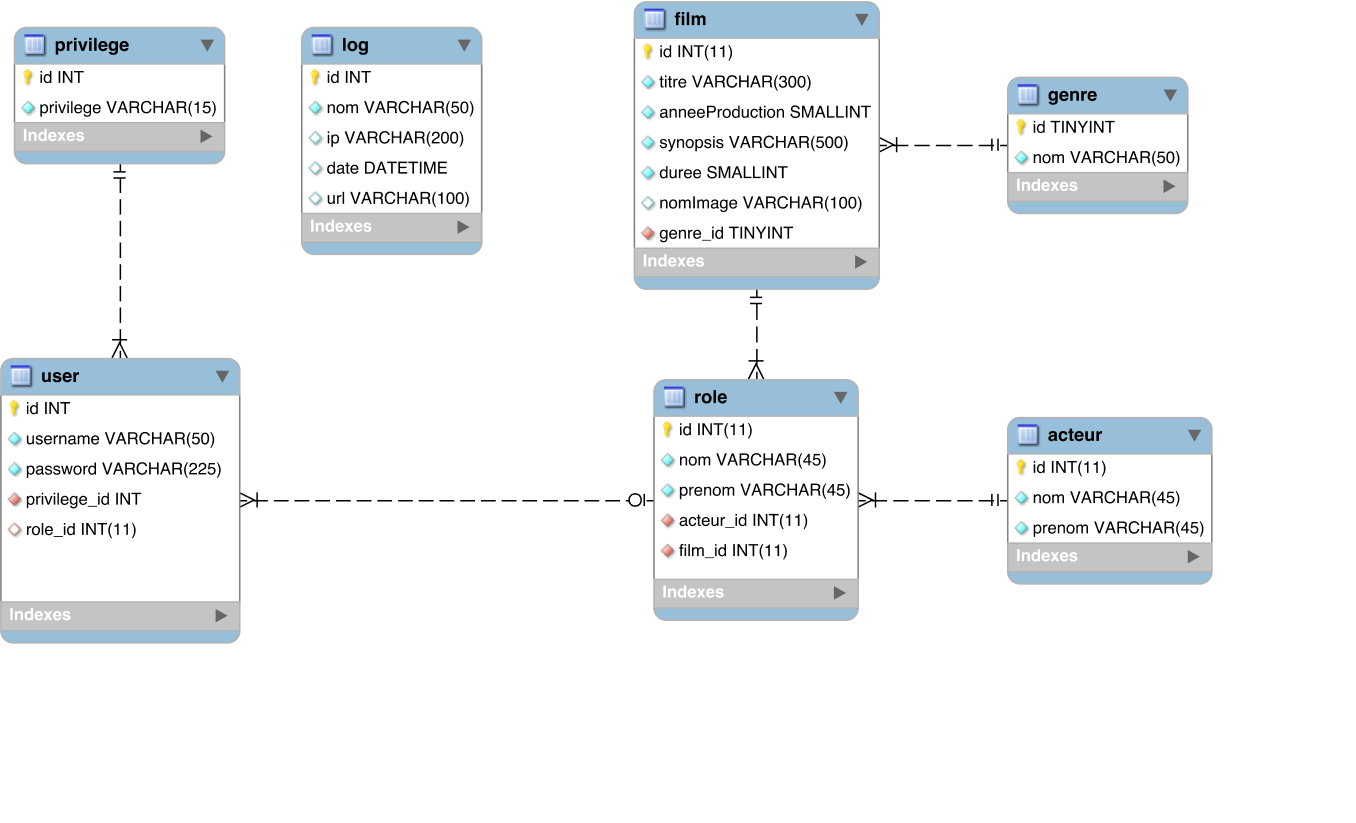 privilege
id INT
privilege VARCHAR(15)
Indexes
log
id INT
nom VARCHAR(50)
ip VARCHAR(200)
date DATETIME
url VARCHAR(100)
Indexes
film
id INT(11)
titre VARCHAR(300)
anneeProduction SMALLINT
synopsis VARCHAR(500)
duree SMALLINT
nomImage VARCHAR(100)
genre_id TINYINT
Indexes
genre
id TINYINT
nom VARCHAR(50)
Indexes
user
id INT
username VARCHAR(50)
password VARCHAR(225)
privilege_id INT
role_id INT(11)
Indexes
role
id INT(11)
nom VARCHAR(45)
prenom VARCHAR(45)
acteur_id INT(11)
film_id INT(11)
Indexes
acteur
id INT(11)
nom VARCHAR(45)
prenom VARCHAR(45)
Indexes